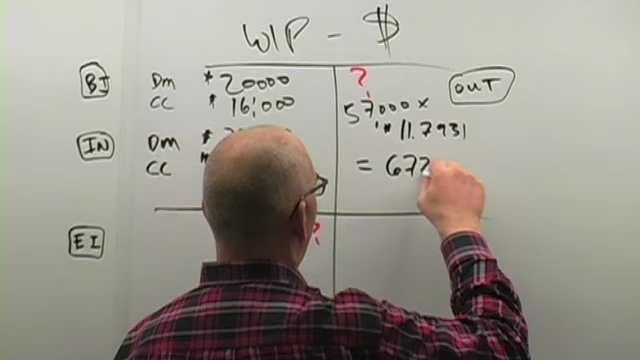 WIP - $
BI DM $ 20000
CC $ 16,000
? OUT
57,000 x
$ 11.7931
IN DM $
CC
= 672
EI ?